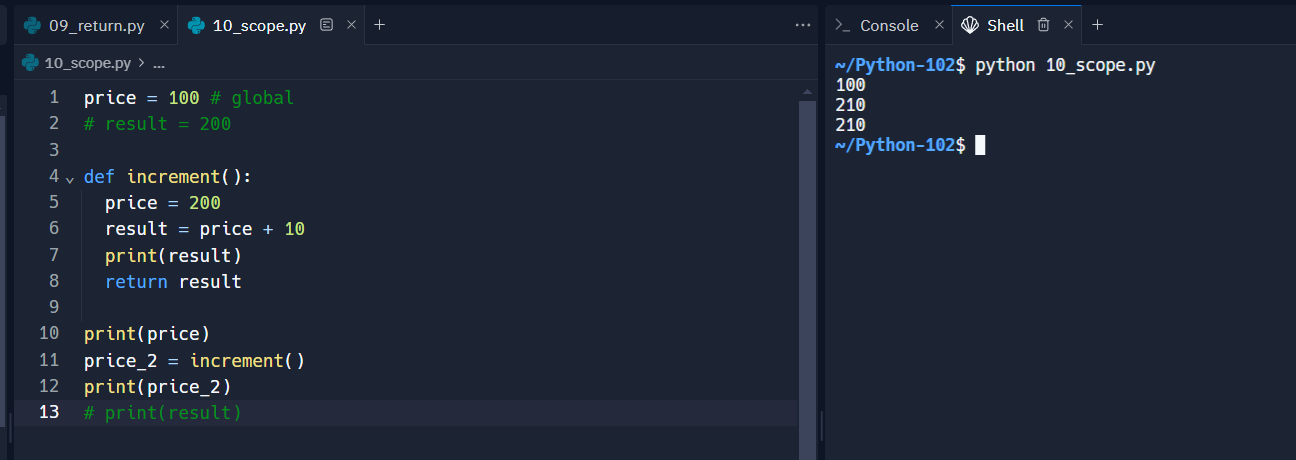 09_return.py
10_scope.py
10_scope.py > ...
1 price = 100 # global
2 # result = 200
3
4 def increment():
5 price = 200
6 result = price + 10
7 print(result)
8 return result
9
10 print(price)
11 price_2 = increment()
12 print(price_2)
13 # print(result)
Console
Shell
~/Python-102$ python 10_scope.py
100
210
210
~/Python-102$